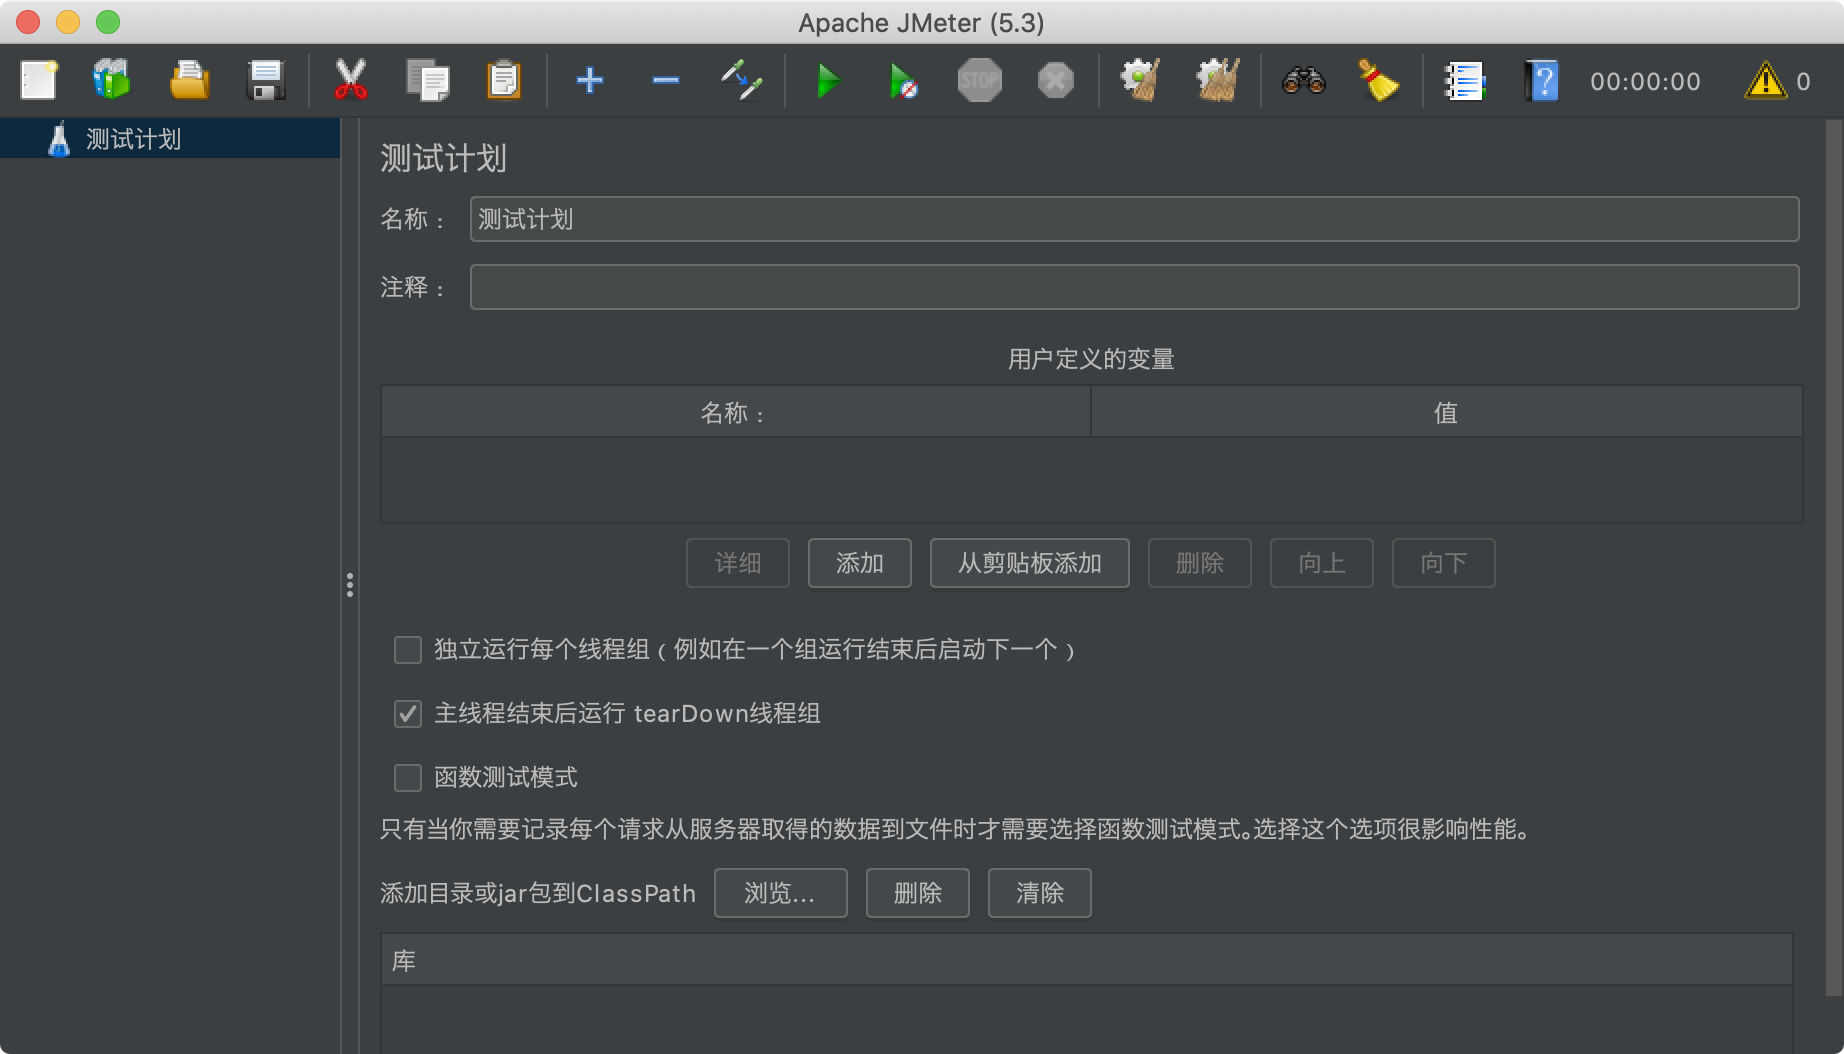 Apache JMeter (5.3)
STOP
?
00:00:00
! 0
测试计划
测试计划
名称：
测试计划
注释：
用户定义的变量
名称： 值
详细 添加 从剪贴板添加 删除 向上 向下
独立运行每个线程组（例如在一个组运行结束后启动下一个）
主线程结束后运行 tearDown线程组
函数测试模式
只有当你需要记录每个请求从服务器取得的数据到文件时才需要选择函数测试模式。选择这个选项很影响性能。
添加目录或jar包到ClassPath 浏览... 删除 清除
库